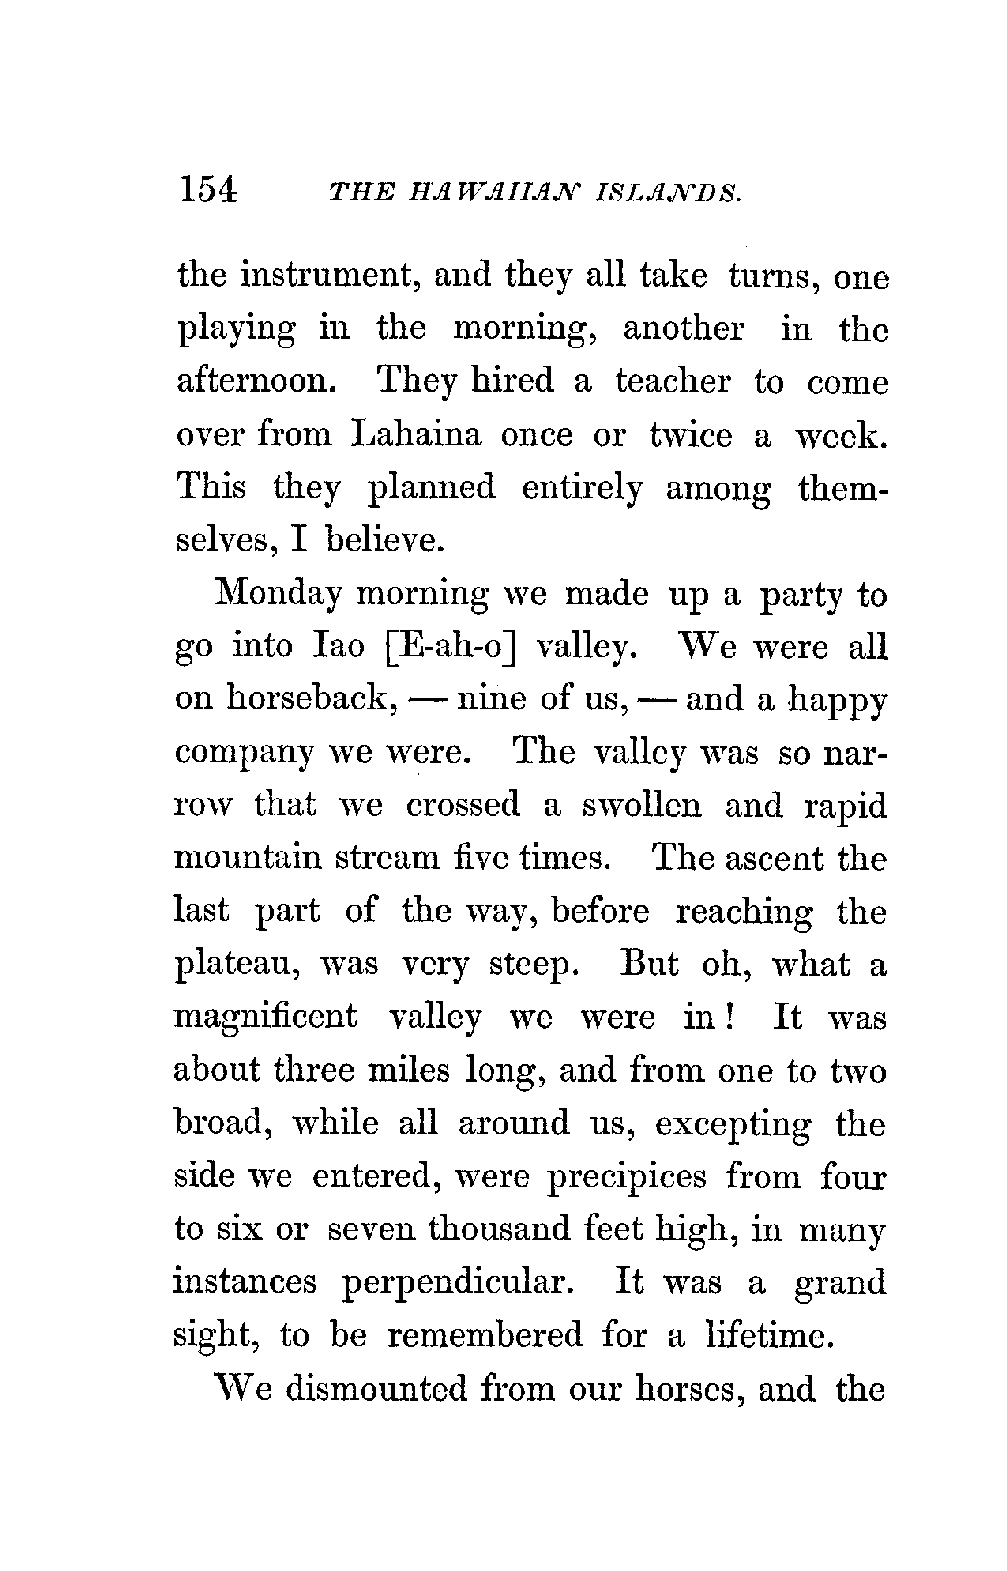 154 THE HAWAIIAN ISLANDS.
the instrument, and they all take turns, one
playing in the morning, another in the
afternoon. They hired a teacher to come
over from Lahaina once or twice a week.
This they planned entirely among them-
selves, I believe.
Monday morning we made up a party to
go into Iao [E-ah-o] valley. We were all
on horseback, — nine of us, — and a happy
company we were. The valley was so nar-
row that we crossed a swollen and rapid
mountain stream five times. The ascent the
last part of the way, before reaching the
plateau, was very steep. But oh, what a
magnificent valley we were in! It was
about three miles long, and from one to two
broad, while all around us, excepting the
side we entered, were precipices from four
to six or seven thousand feet high, in many
instances perpendicular. It was a grand
sight, to be remembered for a lifetime.
We dismounted from our horses, and the